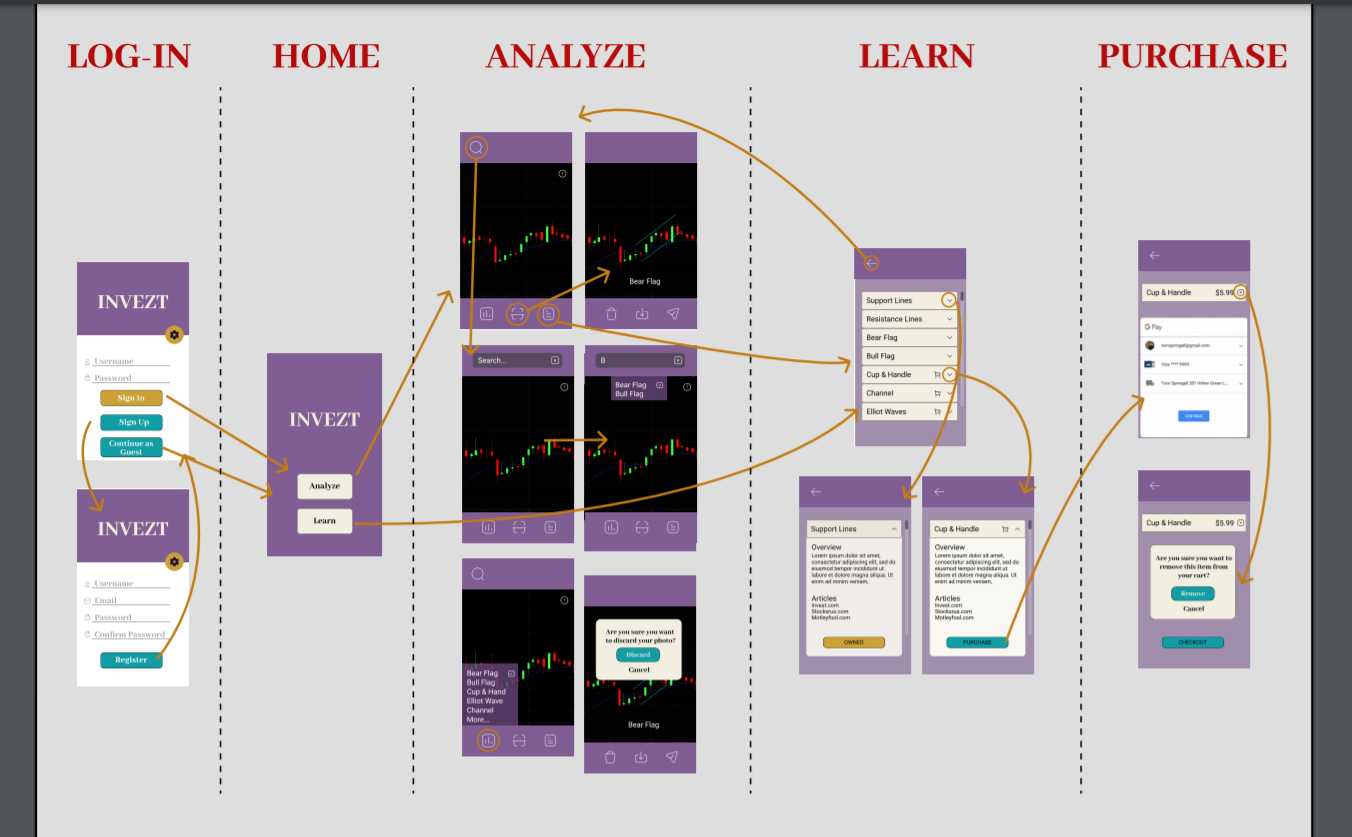 LOG-IN
HOME
ANALYZE
LEARN
PURCHASE
INVEZT
Username
Password
Sign In
Sign Up
Continue as
Guest
INVEZT
Username
Email
Password
Confirm Password
Register
INVEZT
Analyze
Learn
Bear Flag
Search...
B
Bear Flag
Bull Flag
Bear Flag
Bull Flag
Cup & Hand
Elliot Wave
Channel
More...
Are you sure you want
to discard your photo?
Discard
Cancel
Bear Flag
Support Lines
Resistance Lines
Bear Flag
Bull Flag
Cup & Handle
Channel
Elliot Waves
Support Lines
Overview
Lorem ipsum dolor sit amet,
consectetur adipiscing elit, sed do
eiusmod tempor incididunt ut
labore et dolore magna aliqua. Ut
enim ad minim veniam,
Articles
Invest.com
Stocksrus.com
Motleyfool.com
OWNED
Cup & Handle
Overview
Lorem ipsum dolor sit amet,
consectetur adipiscing elit, sed do
eiusmod tempor incididunt ut
labore et dolore magna aliqua. Ut
enim ad minim veniam,
Articles
Invest.com
Stocksrus.com
Motleyfool.com
PURCHASE
Cup & Handle $5.99
G Pay
Visa
CONTINUE
Cup & Handle $5.99
Are you sure you want to
remove this item from
your cart?
Remove
Cancel
CHECKOUT